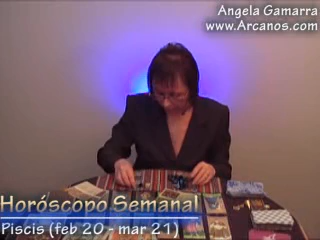 Angela Gamarra
www.Arcanos.com
Horóscopo Semanal
Piscis (feb 20 - mar 21)